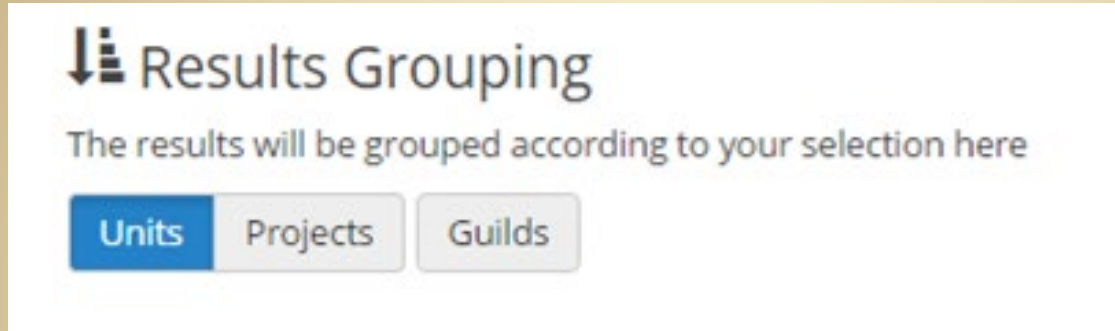 Results Grouping
The results will be grouped according to your selection here
Units Projects Guilds